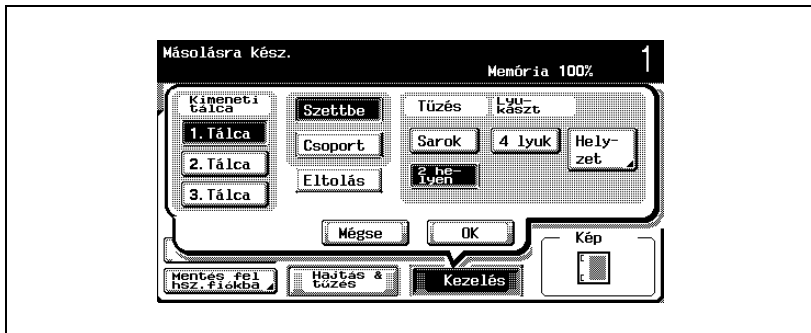 Másolásra kész.
Memória 100%
1
Kimeneti
tálca
1. Tálca
2. Tálca
3. Tálca
Szettbe
Csoport
Eltolás
Tűzés
Lyu-
kaszt
Sarok
4 lyuk
Hely-
zet
2 he-
lyen
Mégse
OK
Kép
Mentés fel
hsz.fiókba
Hajtás &
tűzés
Kezelés